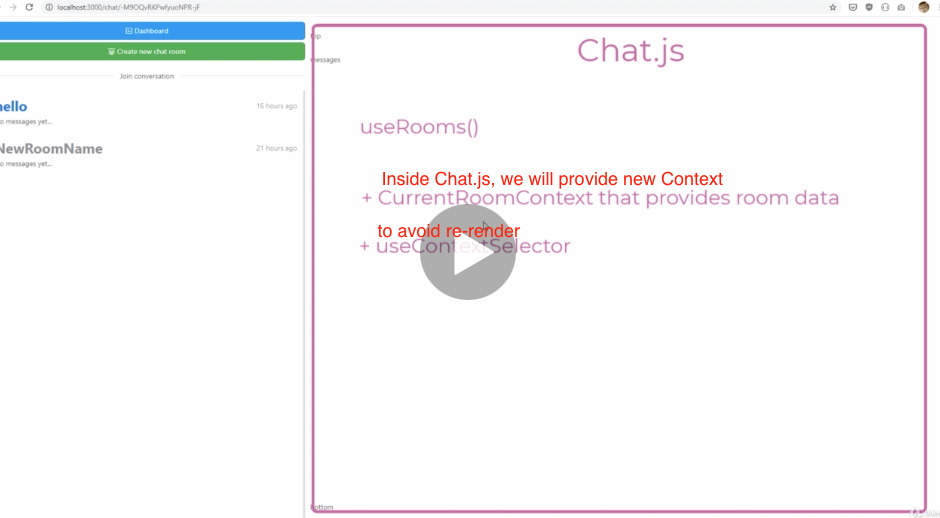 localhost:3000/chat/-M9OQvRKPwfyuoNPR-jF
Dashboard
Create new chat room
Join conversation
hello
16 hours ago
o messages yet...
NewRoomName
21 hours ago
o messages yet...
top
messages
Chat.js
useRooms()
Inside Chat.js, we will provide new Context
+ CurrentRoomContext that provides room data
to avoid re-render
+ useContextSelector
bottom